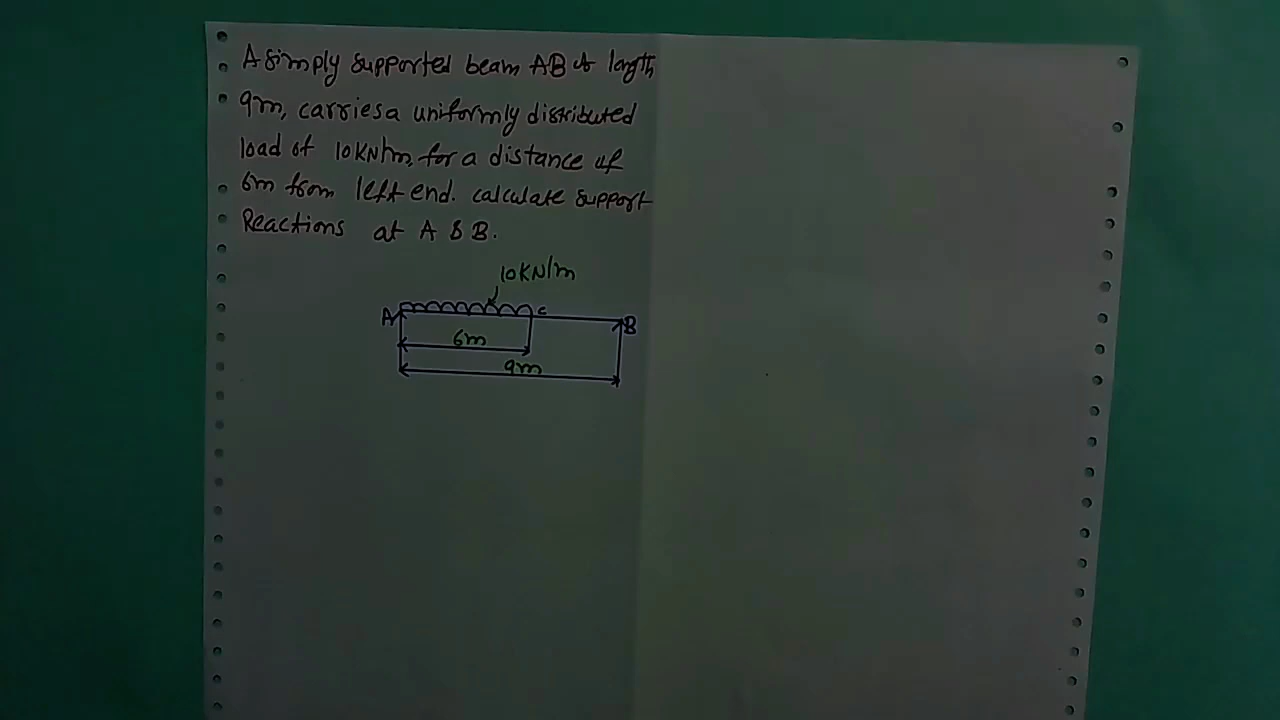 A simply supported beam AB of length
9m, carries a uniformly distributed
load of 10KN/m, for a distance of
6m from left end. calculate support
Reactions at A & B.
10KN/m
A
C
B
6m
9m